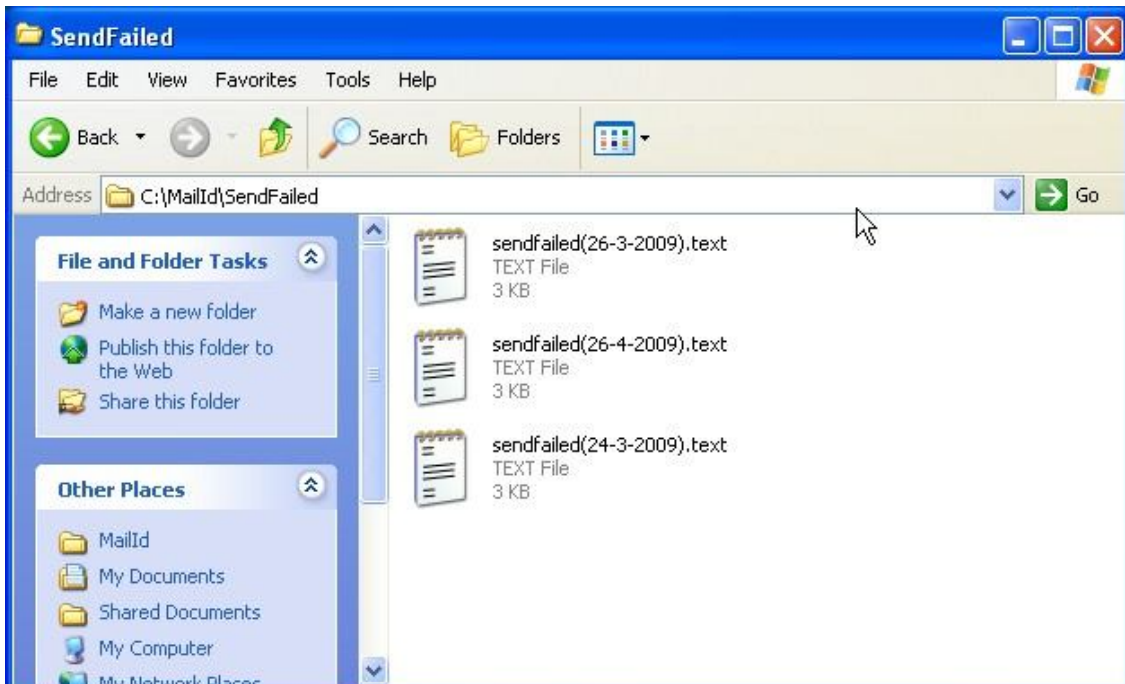 SendFailed
File Edit View Favorites Tools Help
Back Search Folders
Address C:\MailId\SendFailed Go
File and Folder Tasks
Make a new folder
Publish this folder to
the Web
Share this folder
Other Places
MailId
My Documents
Shared Documents
My Computer
My Network Places
sendfailed(26-3-2009).text
TEXT File
3 KB
sendfailed(26-4-2009).text
TEXT File
3 KB
sendfailed(24-3-2009).text
TEXT File
3 KB